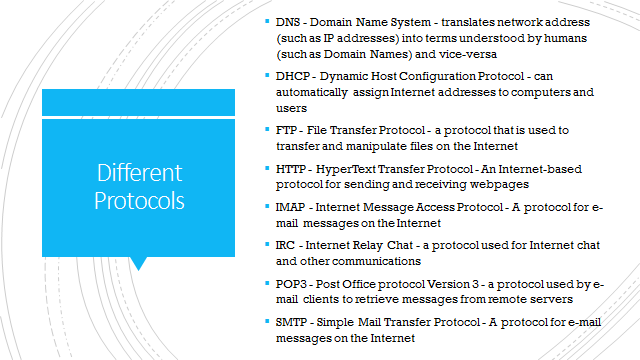 Different
Protocols
DNS - Domain Name System - translates network address
(such as IP addresses) into terms understood by humans
(such as Domain Names) and vice-versa
DHCP - Dynamic Host Configuration Protocol - can
automatically assign Internet addresses to computers and
users
FTP - File Transfer Protocol - a protocol that is used to
transfer and manipulate files on the Internet
HTTP - HyperText Transfer Protocol - An Internet-based
protocol for sending and receiving webpages
IMAP - Internet Message Access Protocol - A protocol for e-
mail messages on the Internet
IRC - Internet Relay Chat - a protocol used for Internet chat
and other communications
POP3 - Post Office protocol Version 3 - a protocol used by e-
mail clients to retrieve messages from remote servers
SMTP - Simple Mail Transfer Protocol - A protocol for e-mail
messages on the Internet